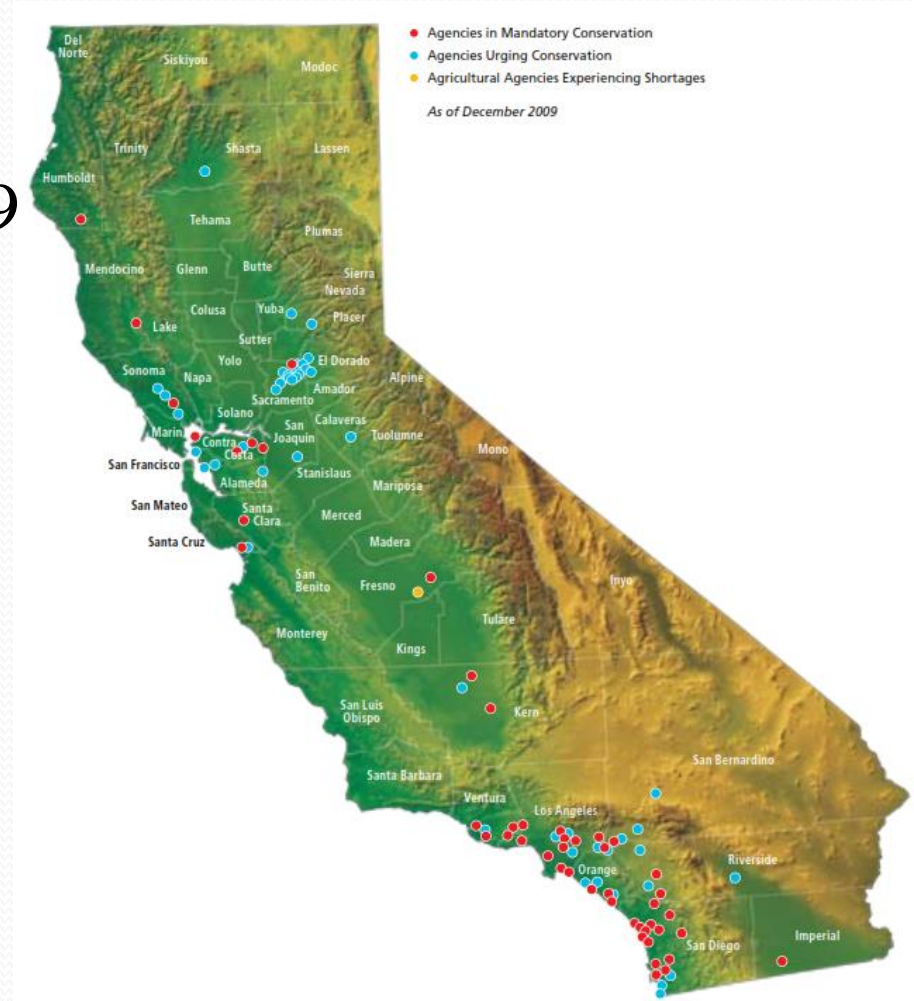 Agencies in Mandatory Conservation
Agencies Urging Conservation
Agricultural Agencies Experiencing Shortages
As of December 2009
9
Del
Norte
Siskiyou
Modoc
Trinity
Shasta
Lassen
Humboldt
Tehama
Plumas
Mendocino
Glenn
Butte
Sierra
Nevada
Colusa
Yuba
Placer
Lake
Sutter
Yolo
El Dorado
Sonoma
Napa
Amador
Alpine
Sacramento
Solano
Calaveras
Marin
Contra
Costa
San
Joaquin
Tuolumne
Mono
San Francisco
Stanislaus
Alameda
Mariposa
San Mateo
Santa
Clara
Merced
Santa Cruz
Madera
San
Benito
Fresno
Inyo
Tulare
Monterey
Kings
San Luis
Obispo
Kern
San Bernardino
Santa Barbara
Ventura
Los Angeles
Riverside
Orange
San Diego
Imperial